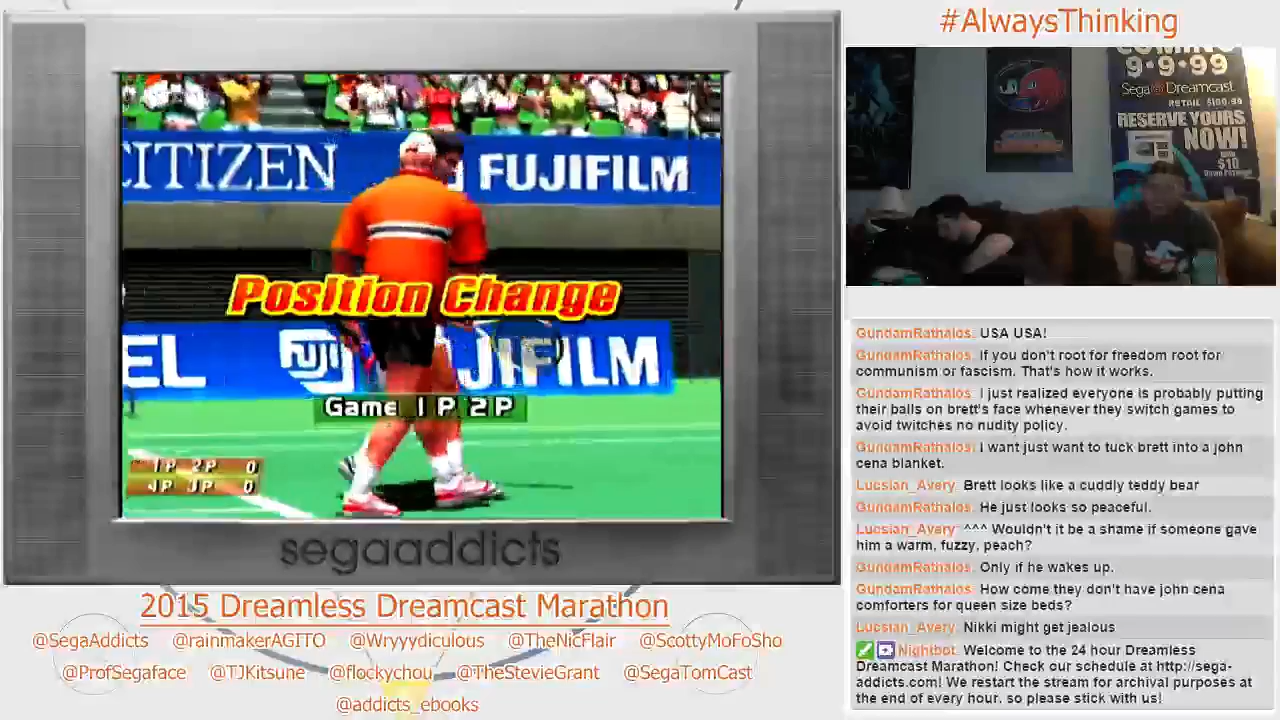 #AlwaysThinking
CITIZEN
FUJIFILM
Position Change
EL FUJI FUJIFILM
Game 1P 2P
1P 2P 0
JP JP 0
segaaddicts
2015 Dreamless Dreamcast Marathon
@SegaAddicts @rainmakerAGITO @Wryyydiculous @TheNicFlair @ScottyMoFoSho
@ProfSegaface @TJKitsune @flockychou @TheStevieGrant @SegaTomCast
@addicts_ebooks
COMING
9·9·99
Sega Dreamcast
RESERVE YOURS
NOW!
$10
GundamRathalos: USA USA!
GundamRathalos: If you don't root for freedom root for
communism or fascism. That's how it works.
GundamRathalos: I just realized everyone is probably putting
their balls on brett's face whenever they switch games to
avoid twitches no nudity policy.
GundamRathalos: I want just want to tuck brett into a john
cena blanket.
Lucsian_Avery: Brett looks like a cuddly teddy bear
GundamRathalos: He just looks so peaceful.
Lucsian_Avery: ^^^ Wouldn't it be a shame if someone gave
him a warm, fuzzy, peach?
GundamRathalos: Only if he wakes up.
GundamRathalos: How come they don't have john cena
comforters for queen size beds?
Lucsian_Avery: Nikki might get jealous
Nightbot: Welcome to the 24 hour Dreamless
Dreamcast Marathon! Check our schedule at http://sega-
addicts.com! We restart the stream for archival purposes at
the end of every hour, so please stick with us!